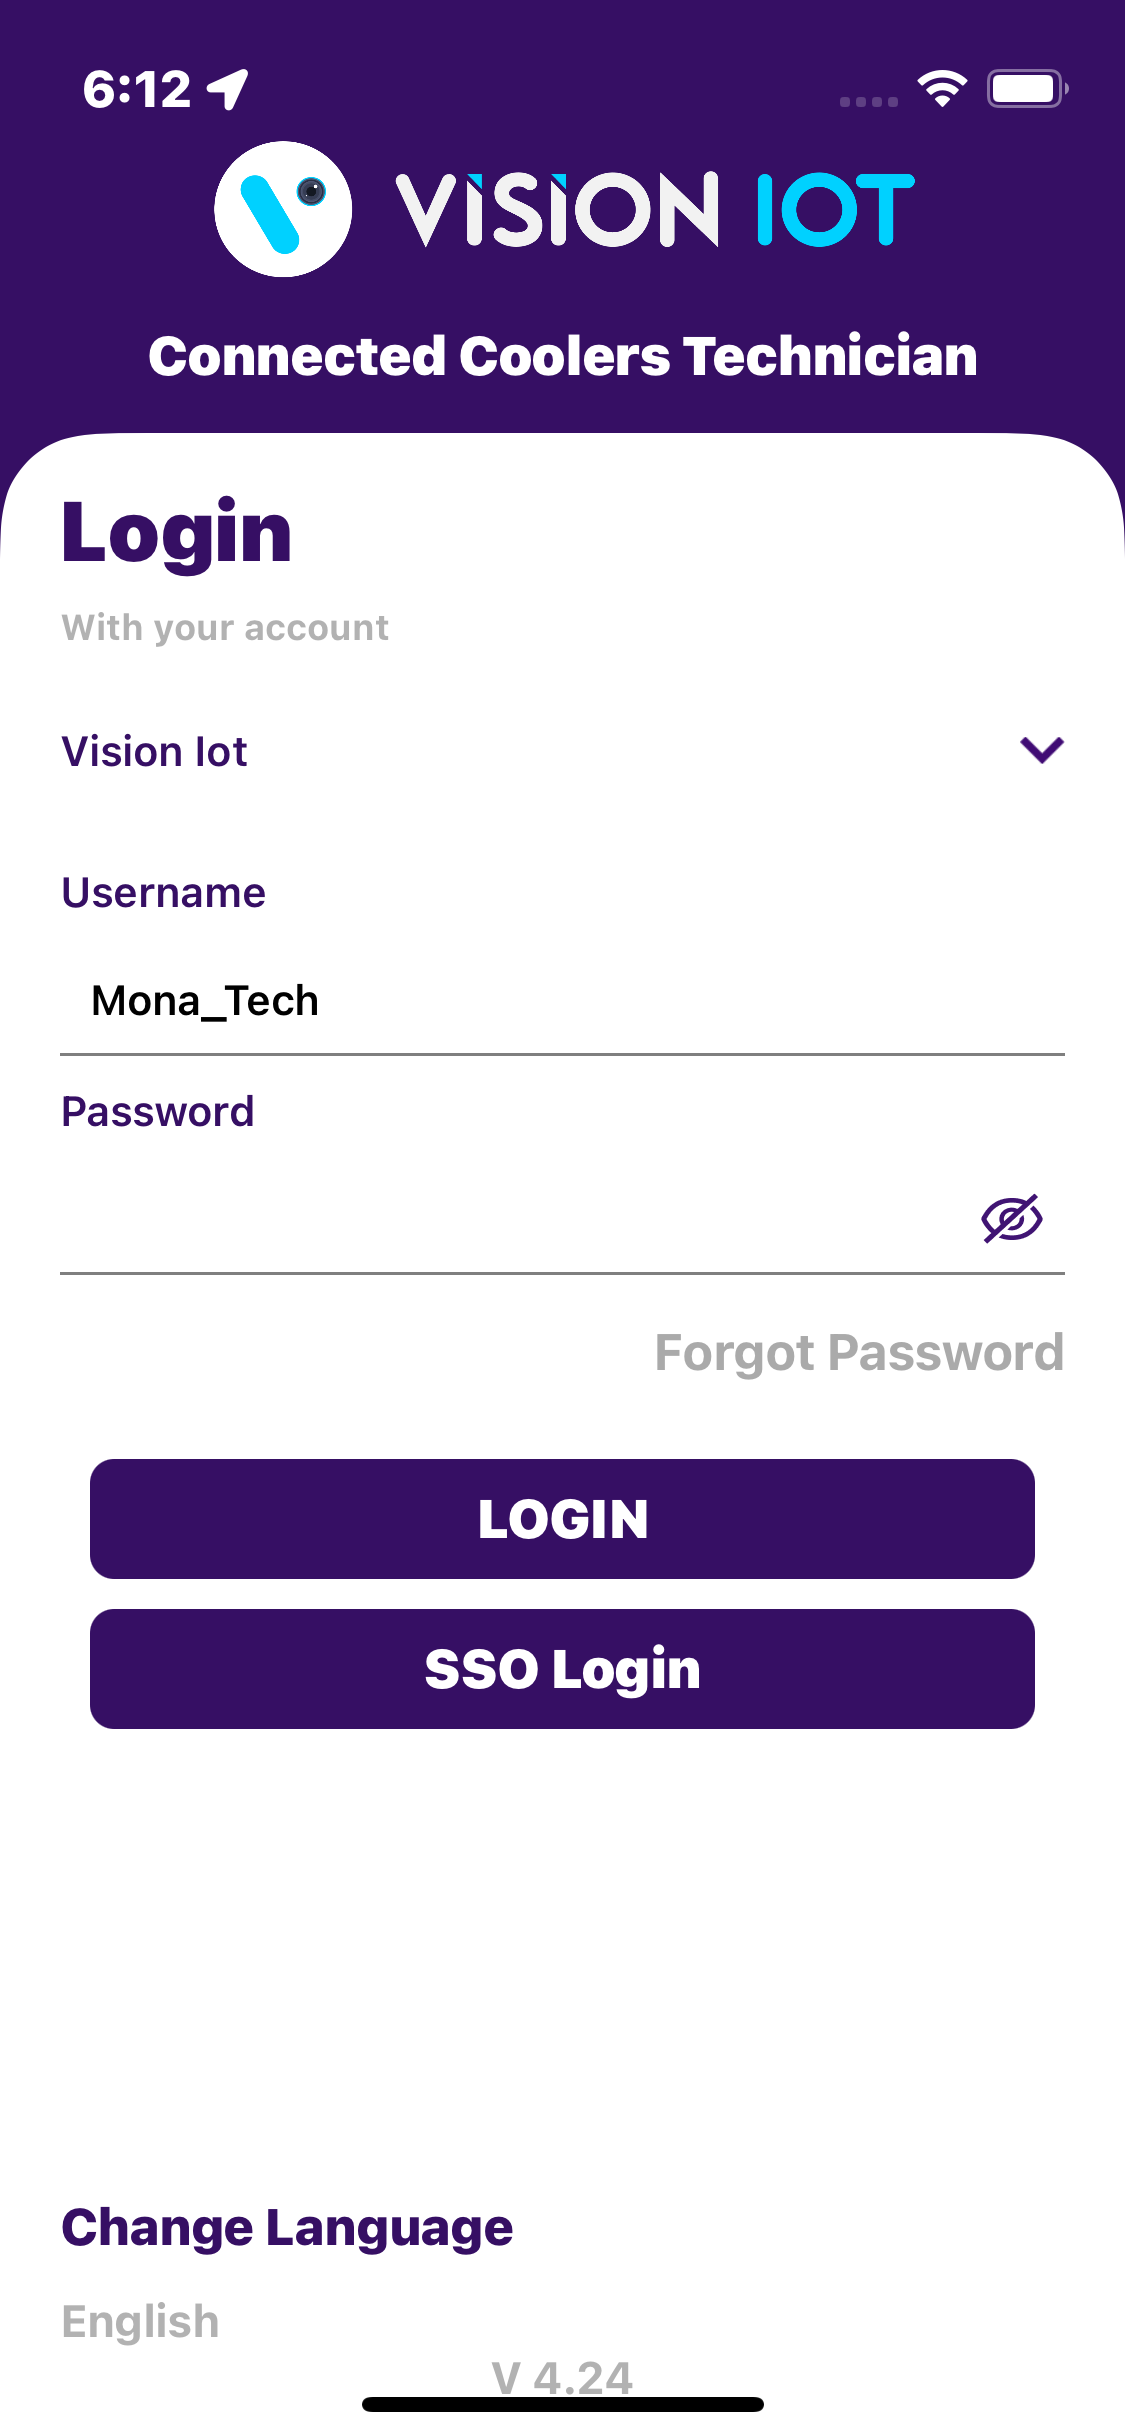 6:12
VISION IOT
Connected Coolers Technician
Login
With your account
Vision Iot
Username
Mona_Tech
Password
Forgot Password
LOGIN
SSO Login
Change Language
English
V 4.24